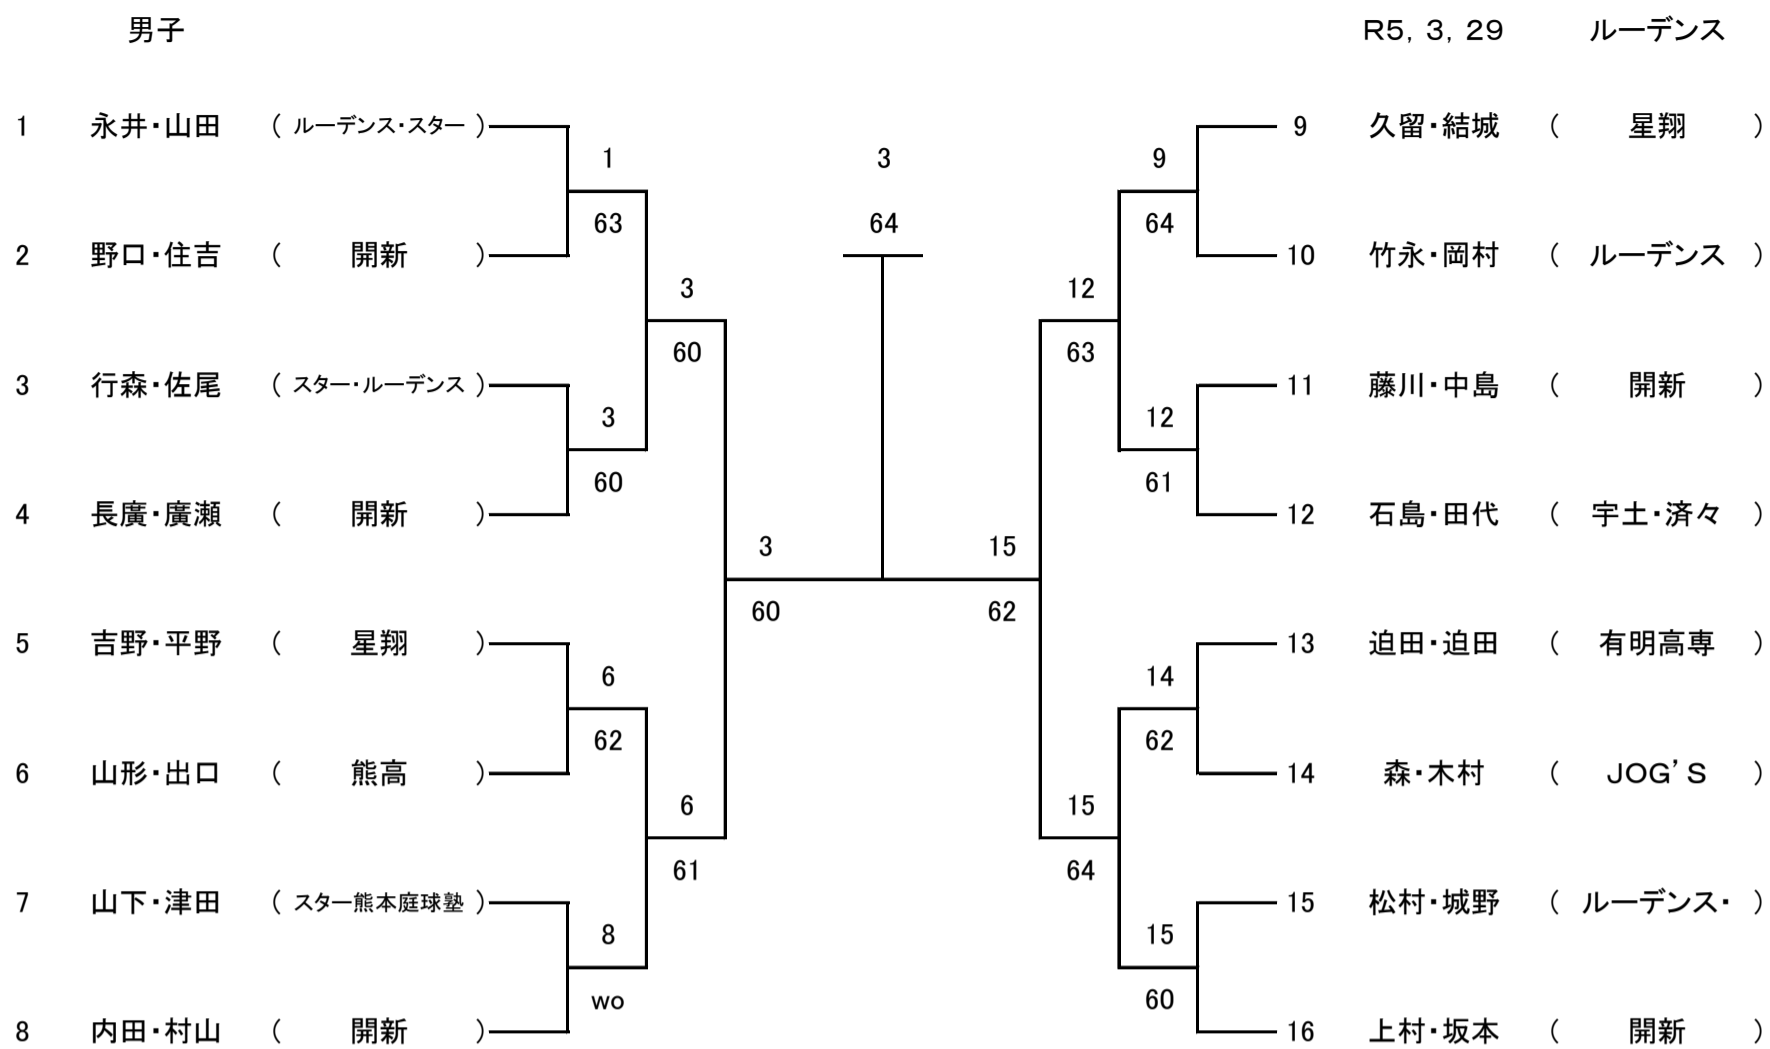 男子 R5, 3, 29 ルーデンス
1 永井・山田 ( ルーデンス・スター ) 9 久留・結城 ( 星翔 )
1 3 9
63 64 64
2 野口・住吉 ( 開新 ) 10 竹永・岡村 ( ルーデンス )
3 12
60 63
3 行森・佐尾 ( スター・ルーデンス ) 11 藤川・中島 ( 開新 )
3 12
60 61
4 長廣・廣瀬 ( 開新 ) 12 石島・田代 ( 宇土・済々 )
3 15
60 62
5 吉野・平野 ( 星翔 ) 13 迫田・迫田 ( 有明高専 )
6 14
62 62
6 山形・出口 ( 熊高 ) 14 森・木村 ( JOG'S )
6 15
61 64
7 山下・津田 ( スター熊本庭球塾 ) 15 松村・城野 ( ルーデンス・ )
8 15
wo 60
8 内田・村山 ( 開新 ) 16 上村・坂本 ( 開新 )